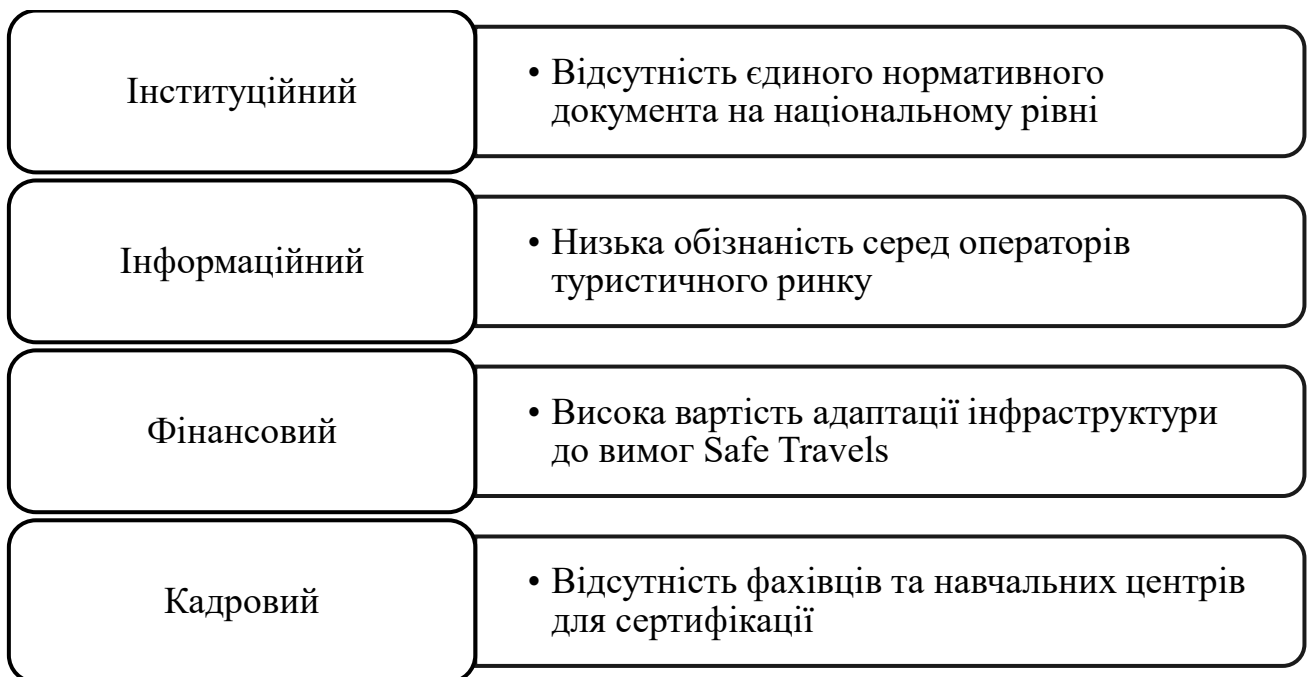 Інституційний
• Відсутність єдиного нормативного
документа на національному рівні
Інформаційний
• Низька обізнаність серед операторів
туристичного ринку
Фінансовий
• Висока вартість адаптації інфраструктури
до вимог Safe Travels
Кадровий
• Відсутність фахівців та навчальних центрів
для сертифікації